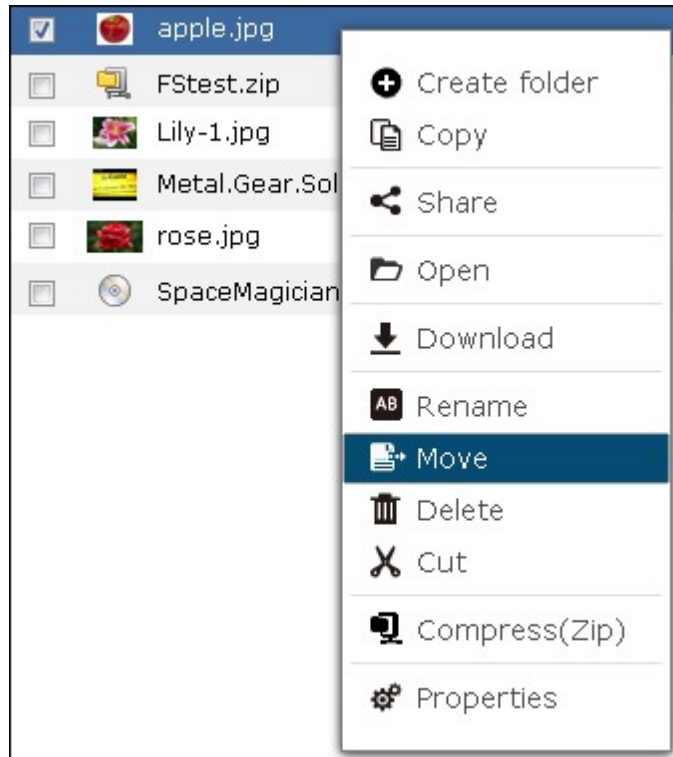 apple.jpg
FStest.zip
Lily-1.jpg
Metal.Gear.Sol
rose.jpg
SpaceMagician
Create folder
Copy
Share
Open
Download
AB Rename
Move
Delete
Cut
Compress(Zip)
Properties